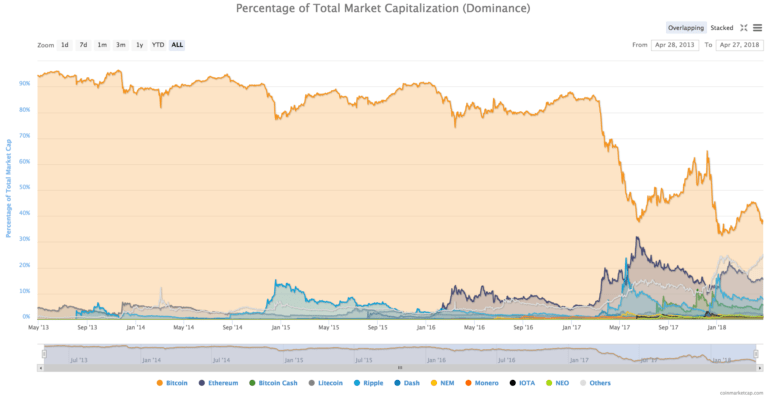 Percentage of Total Market Capitalization (Dominance)
Overlapping Stacked
Zoom 1d 7d 1m 3m 1y YTD ALL
From Apr 28, 2013 To Apr 27, 2018
Percentage of Total Market Cap
90%
80%
70%
60%
50%
40%
30%
20%
10%
0%
May '13 Sep '13 Jan '14 May '14 Sep '14 Jan '15 May '15 Sep '15 Jan '16 May '16 Sep '16 Jan '17 May '17 Sep '17 Jan '18
Jul '13 Jan '14 Jul '14 Jan '15 Jul '15 Jan '16 Jul '16 Jan '17 Jul '17 Jan '18
Bitcoin Ethereum Bitcoin Cash Litecoin Ripple Dash NEM Monero IOTA NEO Others
coinmarketcap.com